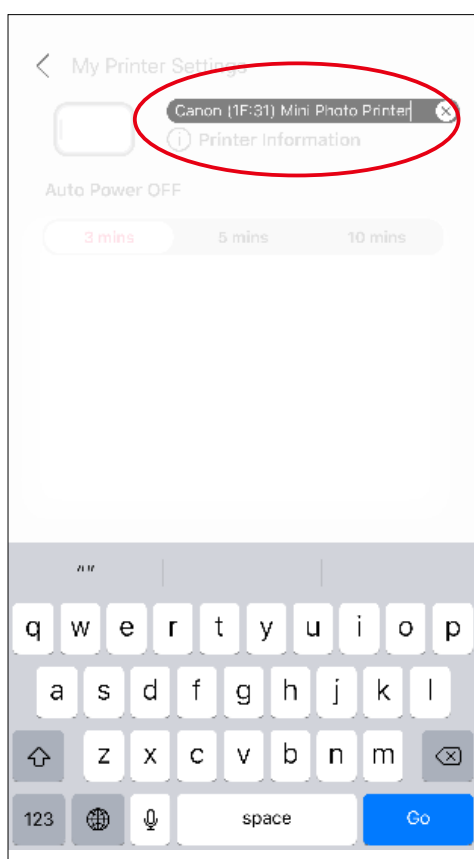 My Printer Settings
Canon (1F:31) Mini Photo Printer
Printer Information
Auto Power OFF
3 mins 5 mins 10 mins
q w e r t y u i o p
a s d f g h j k l
z x c v b n m
123 space Go